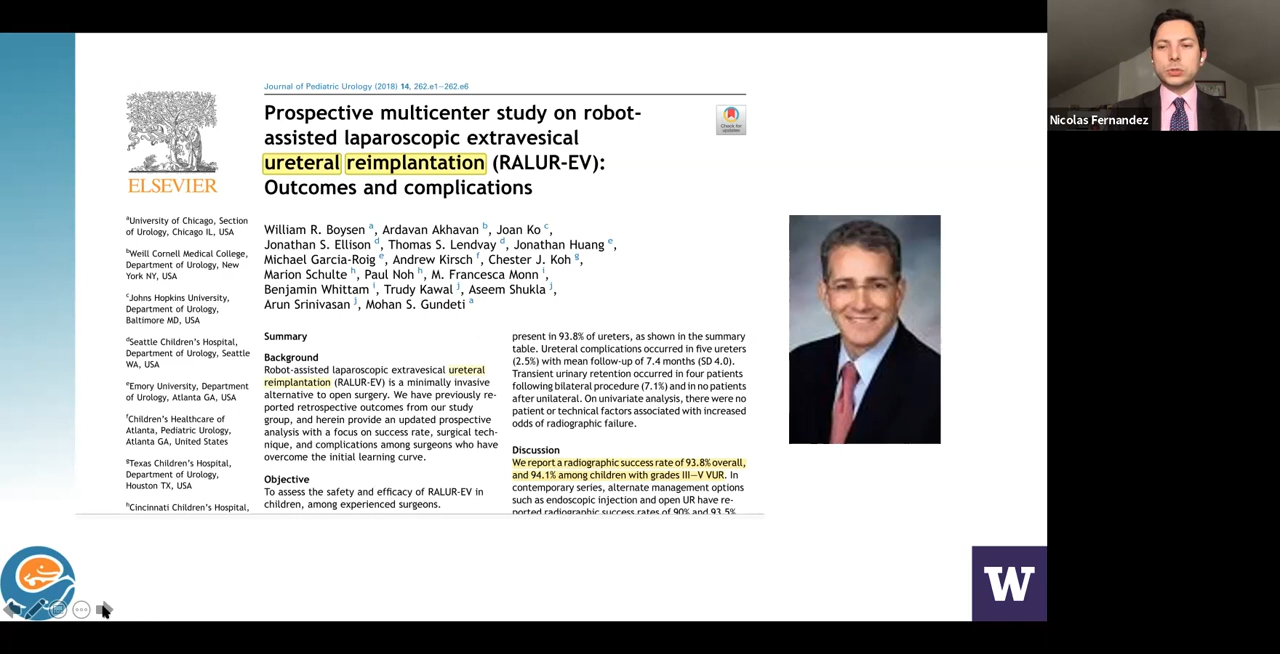 Journal of Pediatric Urology (2018) 14, 262.e1–262.e6
Prospective multicenter study on robot-
assisted laparoscopic extravesical
ureteral reimplantation (RALUR-EV):
Outcomes and complications
Check for
updates
ELSEVIER
William R. Boysen a, Ardavan Akhavan b, Joan Ko c,
Jonathan S. Ellison d, Thomas S. Lendvay d, Jonathan Huang e,
Michael Garcia-Roig e, Andrew Kirsch f, Chester J. Koh g,
Marion Schulte h, Paul Noh h, M. Francesca Monn i,
Benjamin Whittam i, Trudy Kawal j, Aseem Shukla j,
Arun Srinivasan j, Mohan S. Gundeti a
aUniversity of Chicago, Section
of Urology, Chicago IL, USA
bWeill Cornell Medical College,
Department of Urology, New
York NY, USA
cJohns Hopkins University,
Department of Urology,
Baltimore MD, USA
dSeattle Children's Hospital,
Department of Urology, Seattle
WA, USA
eEmory University, Department
of Urology, Atlanta GA, USA
fChildren's Healthcare of
Atlanta, Pediatric Urology,
Atlanta GA, United States
gTexas Children's Hospital,
Department of Urology,
Houston TX, USA
hCincinnati Children's Hospital,
Summary
Background
Robot-assisted laparoscopic extravesical ureteral
reimplantation (RALUR-EV) is a minimally invasive
alternative to open surgery. We have previously re-
ported retrospective outcomes from our study
group, and herein provide an updated prospective
analysis with a focus on success rate, surgical tech-
nique, and complications among surgeons who have
overcome the initial learning curve.
Objective
To assess the safety and efficacy of RALUR-EV in
children, among experienced surgeons.
present in 93.8% of ureters, as shown in the summary
table. Ureteral complications occurred in five ureters
(2.5%) with mean follow-up of 7.4 months (SD 4.0).
Transient urinary retention occurred in four patients
following bilateral procedure (7.1%) and in no patients
after unilateral. On univariate analysis, there were no
patient or technical factors associated with increased
odds of radiographic failure.
Discussion
We report a radiographic success rate of 93.8% overall,
and 94.1% among children with grades III–V VUR. In
contemporary series, alternate management options
such as endoscopic injection and open UR have re-
ported radiographic success rates of 90% and 93.5%
Nicolas Fernandez
W